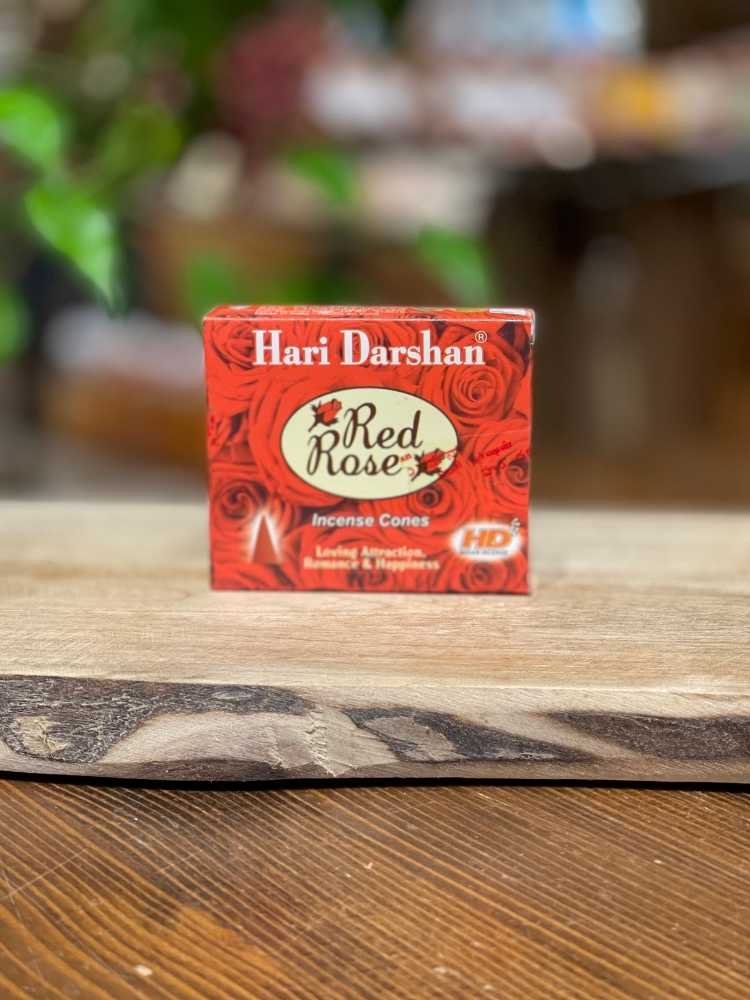 Hari Darshan®
Red
Rose
Incense Cones
HD
Loving Attraction,
Romance & Happiness